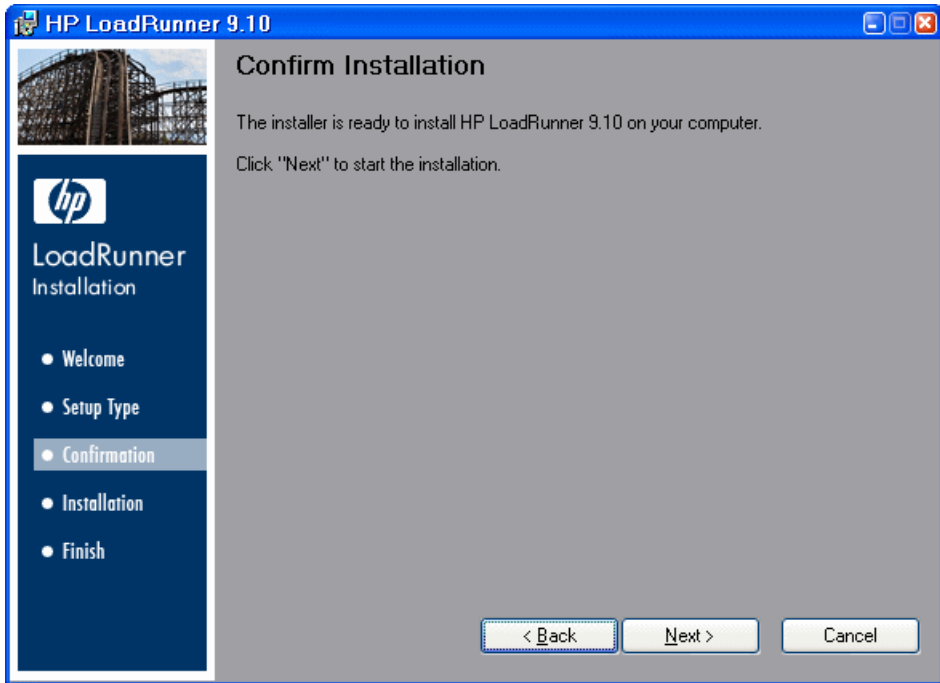 HP LoadRunner 9.10
Confirm Installation
The installer is ready to install HP LoadRunner 9.10 on your computer.
Click "Next" to start the installation.
hp
LoadRunner
Installation
Welcome
Setup Type
Confirmation
Installation
Finish
< Back
Next >
Cancel